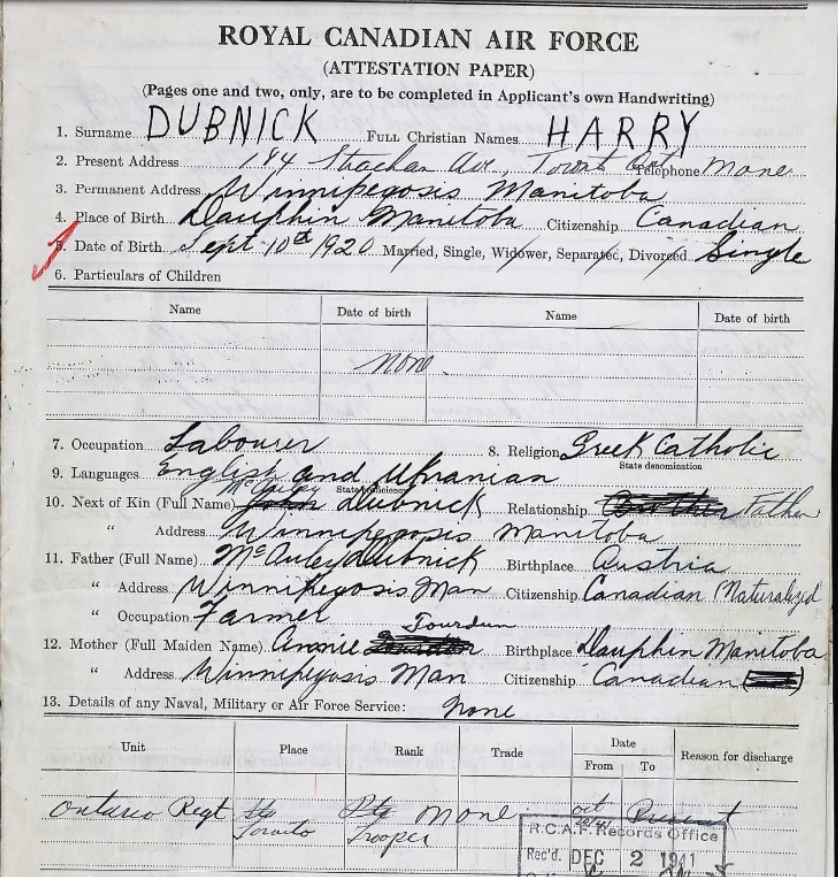 ROYAL CANADIAN AIR FORCE
(ATTESTATION PAPER)
(Pages one and two, only, are to be completed in Applicant's own Handwriting)
1. Surname DUBNICK FULL Christian Names HARRY
2. Present Address 194 Strachan Av, Toront Ont Telephone None
3. Permanent Address Winnipegosis Manitoba
4. Place of Birth Dauphin Manitoba Citizenship Canadian
5. Date of Birth Sept 10th 1920 Married, Single, Widower, Separated, Divorced Single
6. Particulars of Children
Name Date of birth Name Date of birth
None
7. Occupation Labourer 8. Religion Greek Catholic
State denomination
9. Languages English and Ukranian
State proficiency
10. Next of Kin (Full Name) McAuley Dubnick Relationship Father
" Address Winnipegosis Manitoba
11. Father (Full Name) McAuley Dubnick Birthplace Austria
" Address Winnipegosis Man Citizenship Canadian (Naturalized
" Occupation Farmer
12. Mother (Full Maiden Name) Annie Birthplace Dauphin Manitoba
" Address Winnipegosis Man Citizenship Canadian
13. Details of any Naval, Military or Air Force Service: None
Unit Place Rank Trade Date Reason for discharge
From To
Ontario Regt Toronto Trooper None Oct Present
R.C.A.F. Records Office
Rec'd. DEC 2 1941